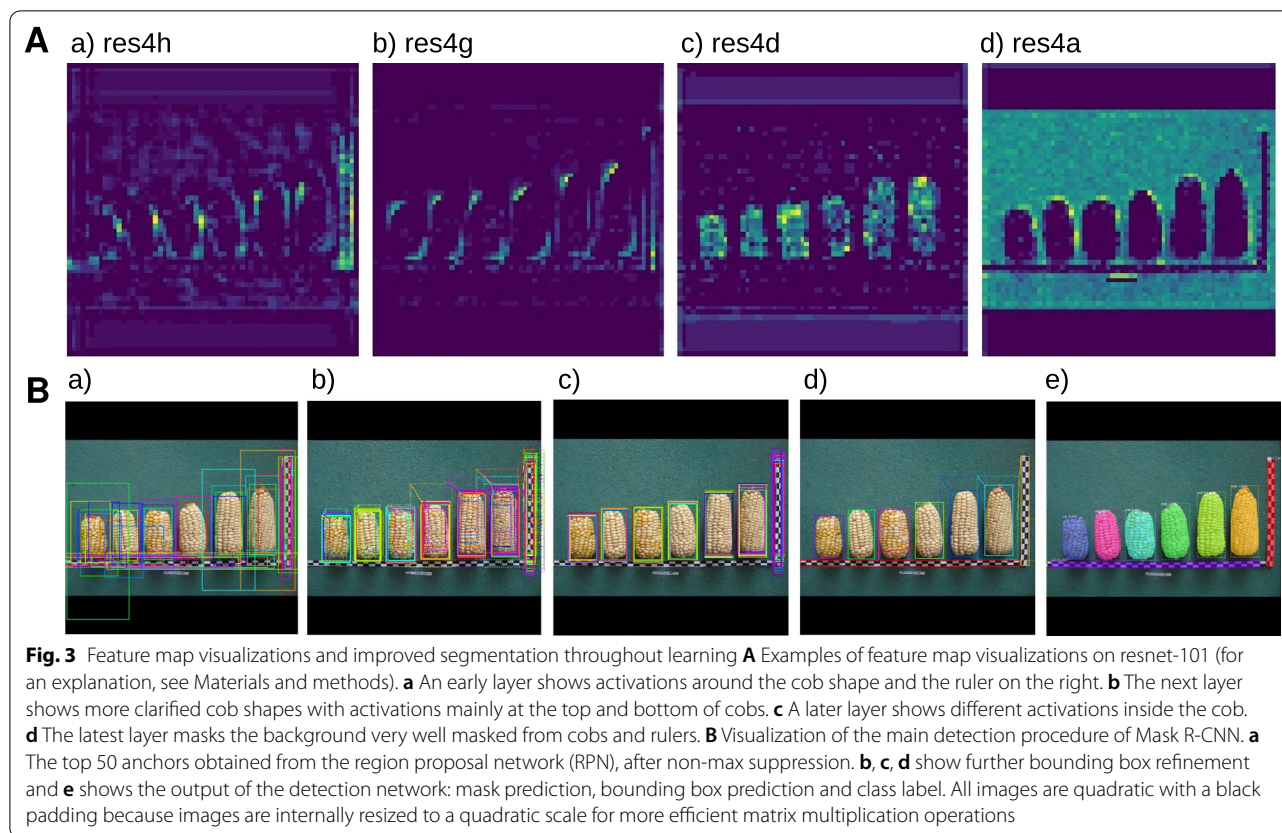 A
a) res4h
b) res4g
c) res4d
d) res4a
B
a)
b)
c)
d)
e)
Fig. 3 Feature map visualizations and improved segmentation throughout learning A Examples of feature map visualizations on resnet-101 (for
an explanation, see Materials and methods). a An early layer shows activations around the cob shape and the ruler on the right. b The next layer
shows more clarified cob shapes with activations mainly at the top and bottom of cobs. c A later layer shows different activations inside the cob.
d The latest layer masks the background very well masked from cobs and rulers. B Visualization of the main detection procedure of Mask R-CNN. a
The top 50 anchors obtained from the region proposal network (RPN), after non-max suppression. b, c, d show further bounding box refinement
and e shows the output of the detection network: mask prediction, bounding box prediction and class label. All images are quadratic with a black
padding because images are internally resized to a quadratic scale for more efficient matrix multiplication operations